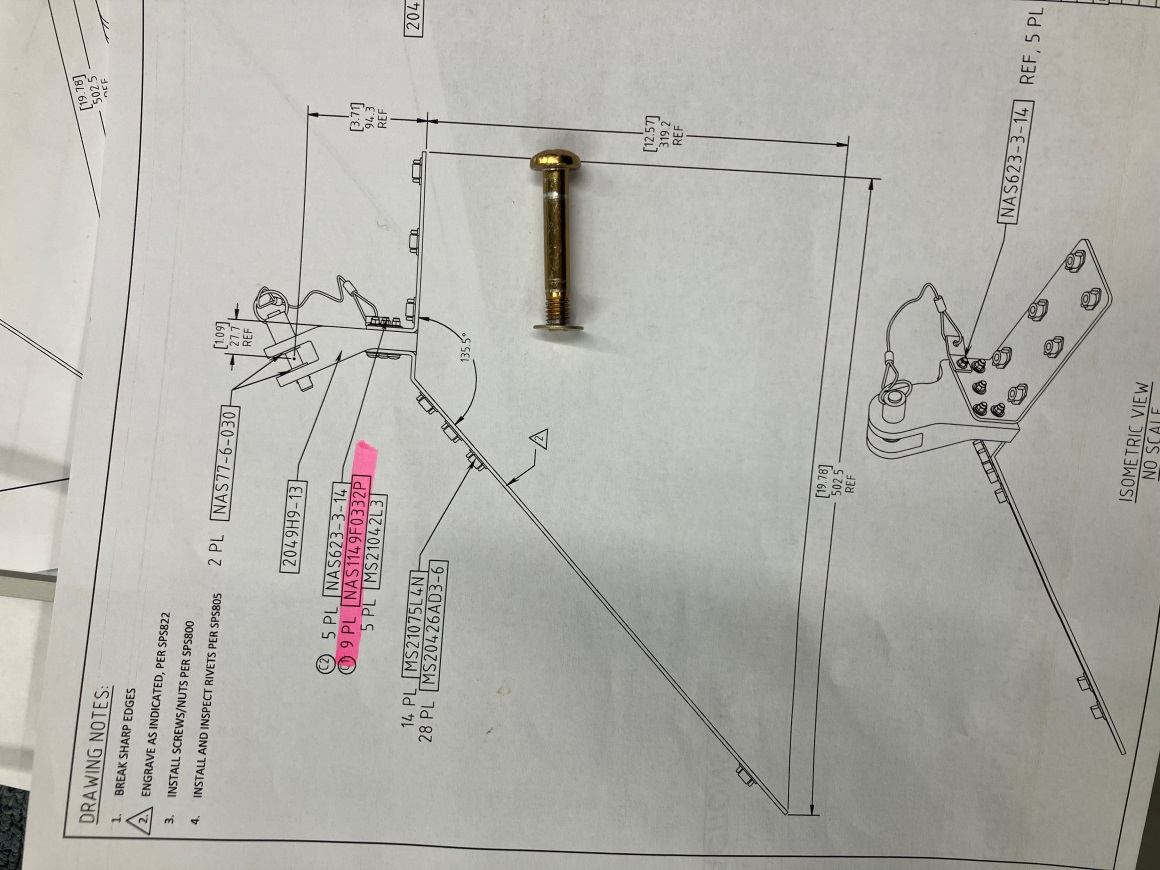 DRAWING NOTES:
1. BREAK SHARP EDGES
2. ENGRAVE AS INDICATED, PER SPS822
3. INSTALL SCREWS/NUTS PER SPS800
4. INSTALL AND INSPECT RIVETS PER SPS805
2 PL NAS77-6-030
2049H9-13
C2 5 PL NAS623-3-14
C1 9 PL NAS1149F0332P
5 PL MS21042L3
14 PL MS21075L4N
28 PL MS20426AD3-6
[1.09]
27.7
REF
[3.71]
94.3
REF
[12.57]
319.2
REF
135.5°
2
[19.78]
502.5
REF
NAS623-3-14 REF, 5 PL
ISOMETRIC VIEW
NO SCALE
[19.78]
502.5
204